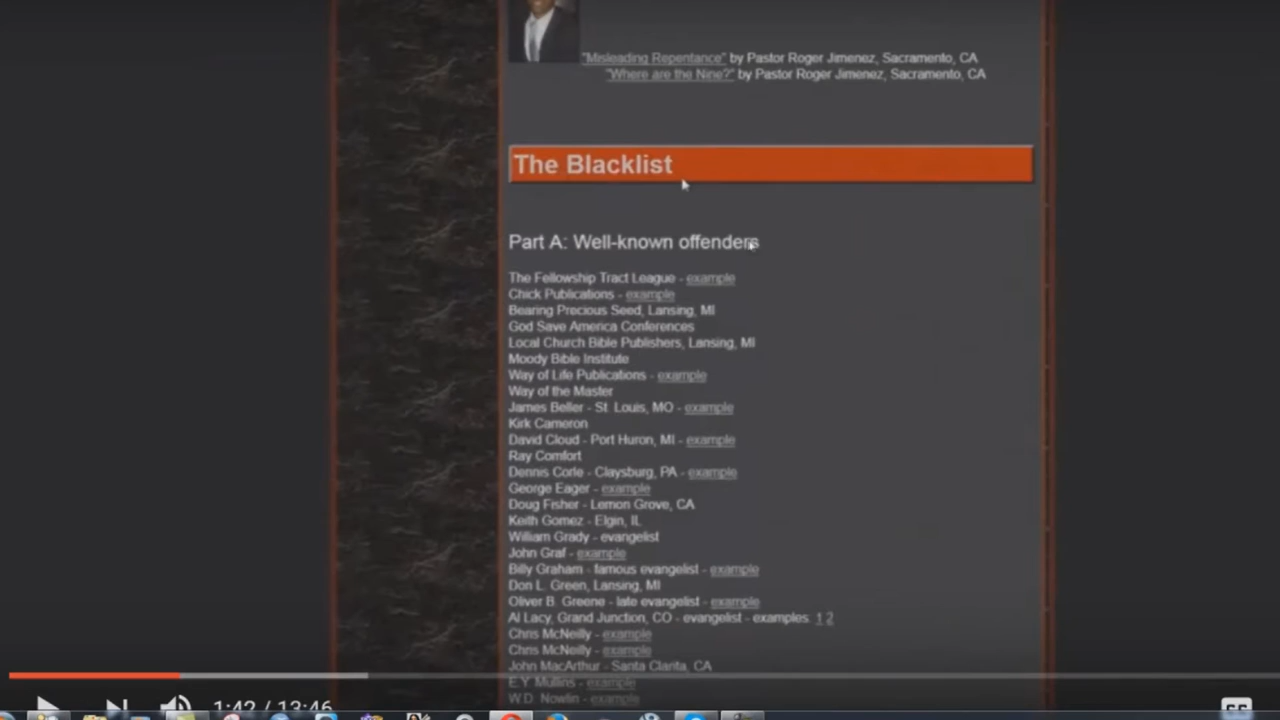 "Misleading Repentance" by Pastor Roger Jimenez, Sacramento, CA
"Where are the Nine?" by Pastor Roger Jimenez, Sacramento, CA
The Blacklist
Part A: Well-known offenders
The Fellowship Tract League - example
Chick Publications - example
Bearing Precious Seed, Lansing, MI
God Save America Conferences
Local Church Bible Publishers, Lansing, MI
Moody Bible Institute
Way of Life Publications - example
Way of the Master
James Beller - St. Louis, MO - example
Kirk Cameron
David Cloud - Port Huron, MI - example
Ray Comfort
Dennis Corle - Claysburg, PA - example
George Eager - example
Doug Fisher - Lemon Grove, CA
Keith Gomez - Elgin, IL
William Grady - evangelist
John Graf - example
Billy Graham - famous evangelist - example
Don L. Green, Lansing, MI
Oliver B. Greene - late evangelist - example
Al Lacy, Grand Junction, CO - evangelist - examples: 1 2
Chris McNeilly - example
Chris McNeilly - example
John MacArthur - Santa Clarita, CA
E.Y. Mullins - example
W.D. Nowlin - example
1:42 / 13:46
CC